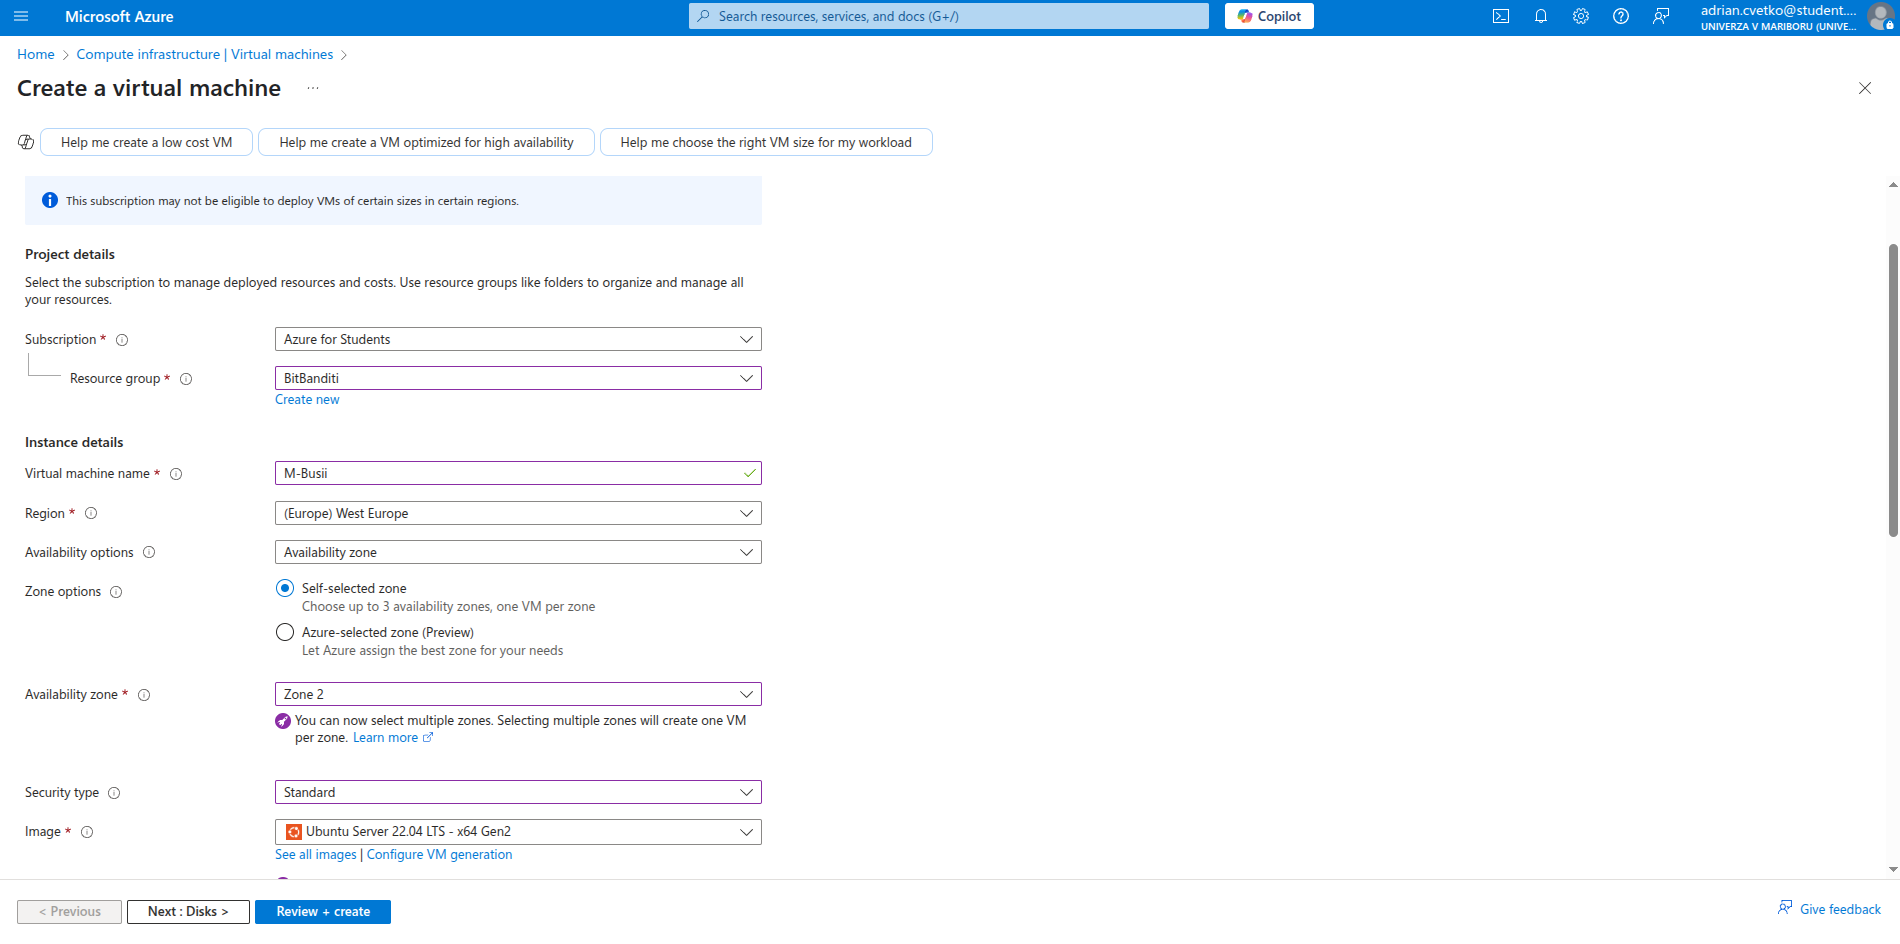 Microsoft Azure
Search resources, services, and docs (G+/)
Copilot
adrian.cvetko@student....
UNIVERZA V MARIBORU (UNIVE...
Home > Compute infrastructure | Virtual machines >
Create a virtual machine ...
Help me create a low cost VM
Help me create a VM optimized for high availability
Help me choose the right VM size for my workload
This subscription may not be eligible to deploy VMs of certain sizes in certain regions.
Project details
Select the subscription to manage deployed resources and costs. Use resource groups like folders to organize and manage all
your resources.
Subscription *
Azure for Students
Resource group *
BitBanditi
Create new
Instance details
Virtual machine name *
M-Busii
Region *
(Europe) West Europe
Availability options
Availability zone
Zone options
Self-selected zone
Choose up to 3 availability zones, one VM per zone
Azure-selected zone (Preview)
Let Azure assign the best zone for your needs
Availability zone *
Zone 2
You can now select multiple zones. Selecting multiple zones will create one VM
per zone. Learn more
Security type
Standard
Image *
Ubuntu Server 22.04 LTS - x64 Gen2
See all images | Configure VM generation
< Previous
Next : Disks >
Review + create
Give feedback